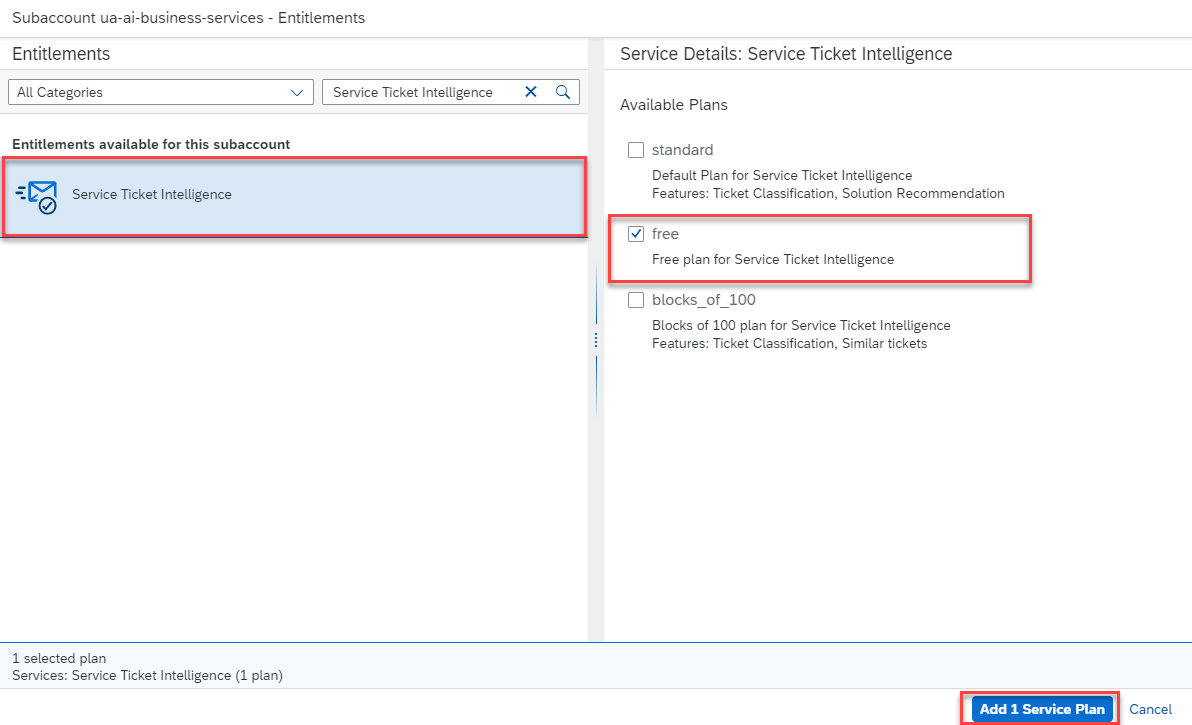 Subaccount ua-ai-business-services - Entitlements
Entitlements
All Categories
Service Ticket Intelligence
Entitlements available for this subaccount
Service Ticket Intelligence
Service Details: Service Ticket Intelligence
Available Plans
standard
Default Plan for Service Ticket Intelligence
Features: Ticket Classification, Solution Recommendation
free
Free plan for Service Ticket Intelligence
blocks_of_100
Blocks of 100 plan for Service Ticket Intelligence
Features: Ticket Classification, Similar tickets
1 selected plan
Services: Service Ticket Intelligence (1 plan)
Add 1 Service Plan
Cancel